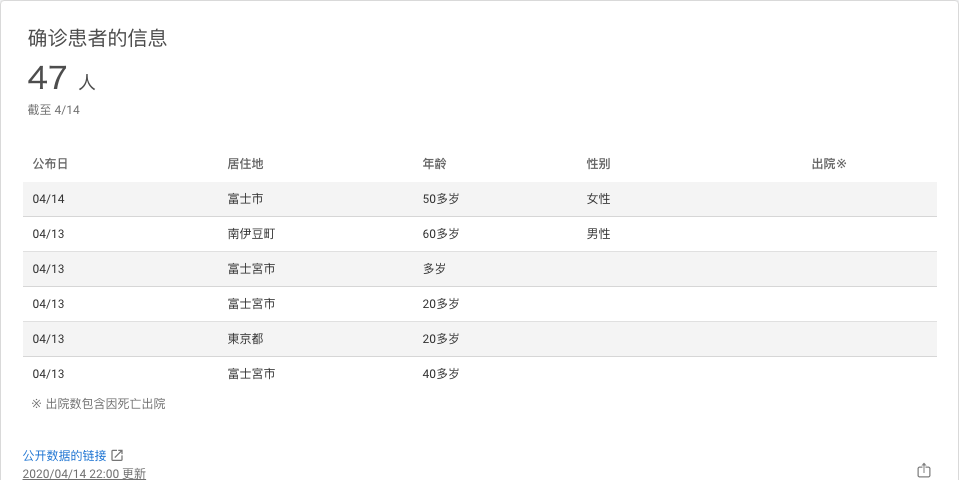 确诊患者的信息
47 人
截至 4/14
公布日 居住地 年龄 性别 出院※
04/14 富士市 50多岁 女性
04/13 南伊豆町 60多岁 男性
04/13 富士宮市 多岁
04/13 富士宮市 20多岁
04/13 東京都 20多岁
04/13 富士宮市 40多岁
※ 出院数包含因死亡出院
公开数据的链接
2020/04/14 22:00 更新